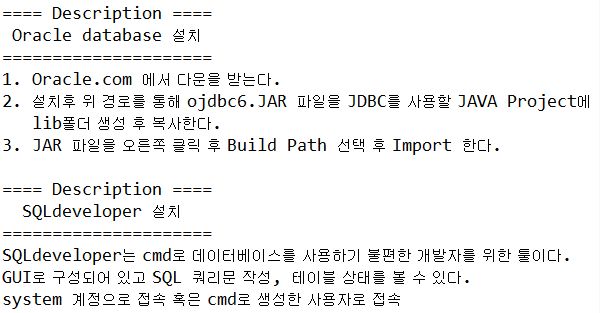 ==== Description ====
Oracle database 설치
=====================
1. Oracle.com 에서 다운을 받는다.
2. 설치후 위 경로를 통해 ojdbc6.JAR 파일을 JDBC를 사용할 JAVA Project에
lib폴더 생성 후 복사한다.
3. JAR 파일을 오른쪽 클릭 후 Build Path 선택 후 Import 한다.
==== Description ====
SQLdeveloper 설치
=====================
SQLdeveloper는 cmd로 데이터베이스를 사용하기 불편한 개발자를 위한 툴이다.
GUI로 구성되어 있고 SQL 쿼리문 작성, 테이블 상태를 볼 수 있다.
system 계정으로 접속 혹은 cmd로 생성한 사용자로 접속